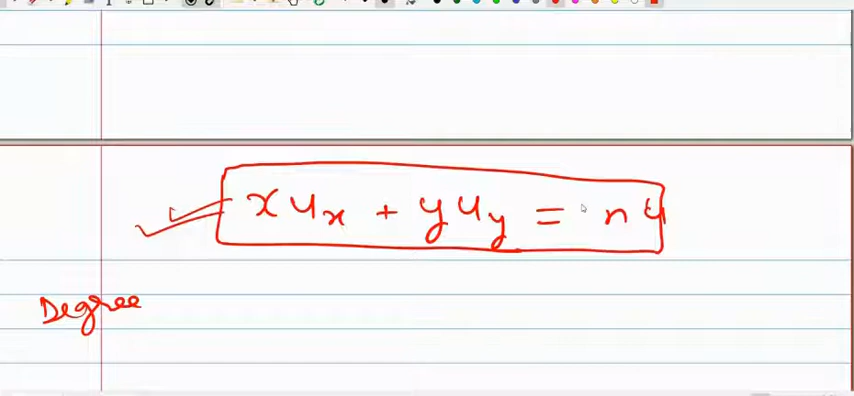 x u_x + y u_y = n u
Degree